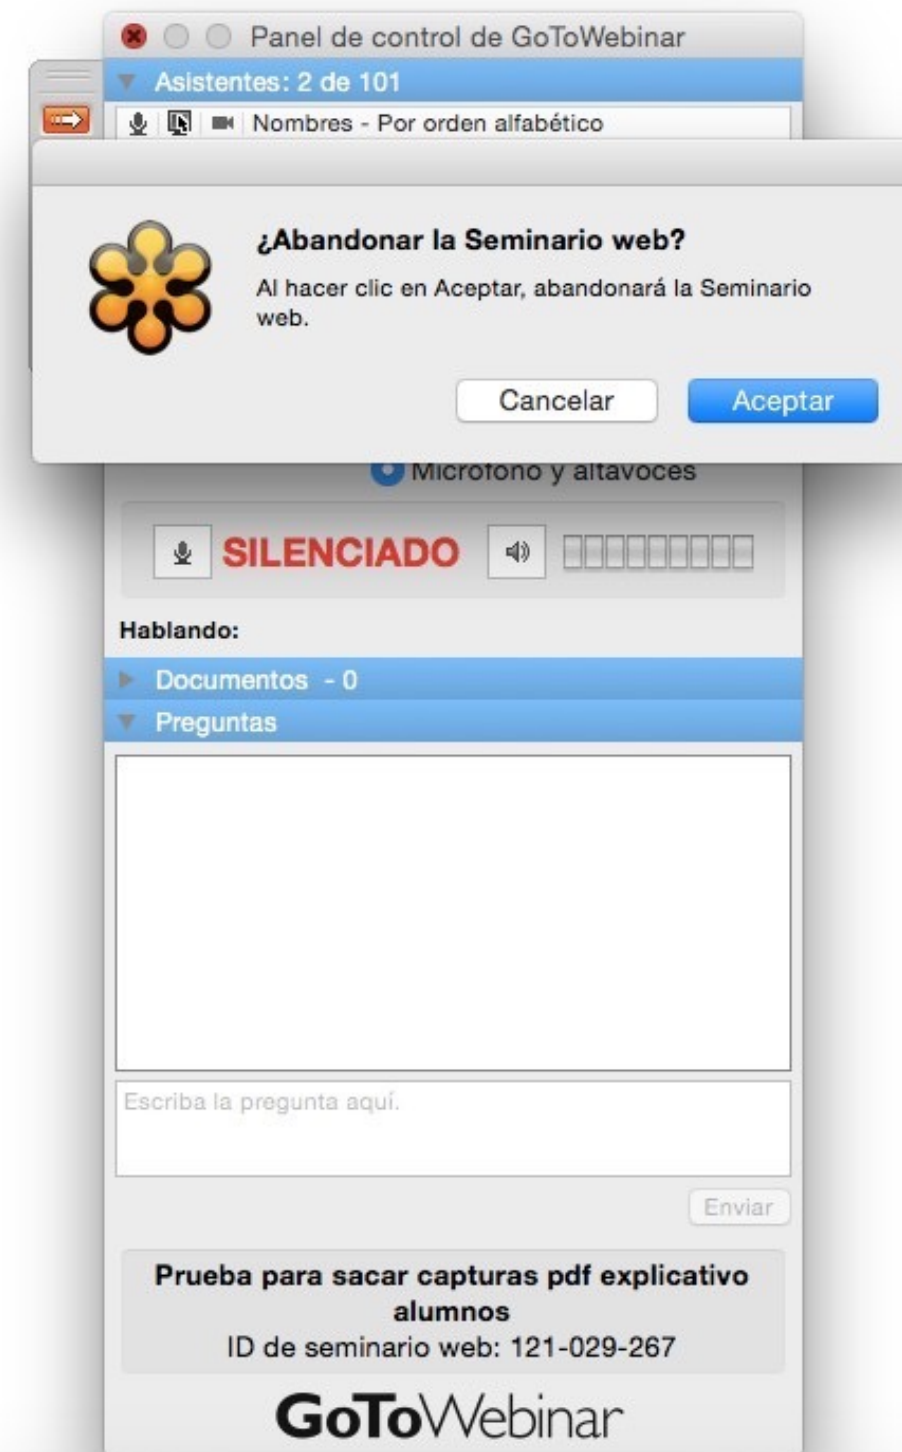 Panel de control de GoToWebinar
Asistentes: 2 de 101
Nombres - Por orden alfabético
¿Abandonar la Seminario web?
Al hacer clic en Aceptar, abandonará la Seminario
web.
Cancelar
Aceptar
Micrófono y altavoces
SILENCIADO
Hablando:
Documentos - 0
Preguntas
Escriba la pregunta aquí.
Enviar
Prueba para sacar capturas pdf explicativo
alumnos
ID de seminario web: 121-029-267
GoToWebinar